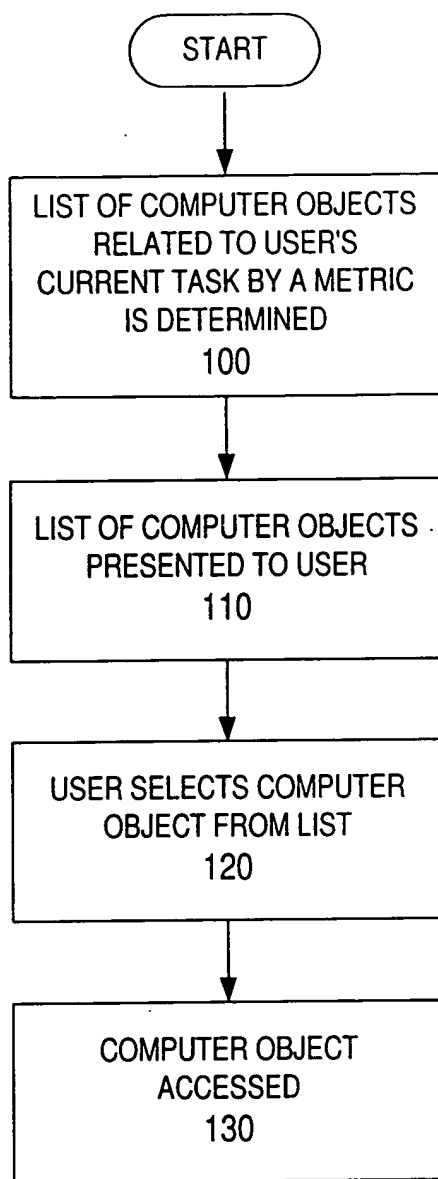 START
LIST OF COMPUTER OBJECTS
RELATED TO USER'S
CURRENT TASK BY A METRIC
IS DETERMINED
100
LIST OF COMPUTER OBJECTS
PRESENTED TO USER
110
USER SELECTS COMPUTER
OBJECT FROM LIST
120
COMPUTER OBJECT
ACCESSED
130